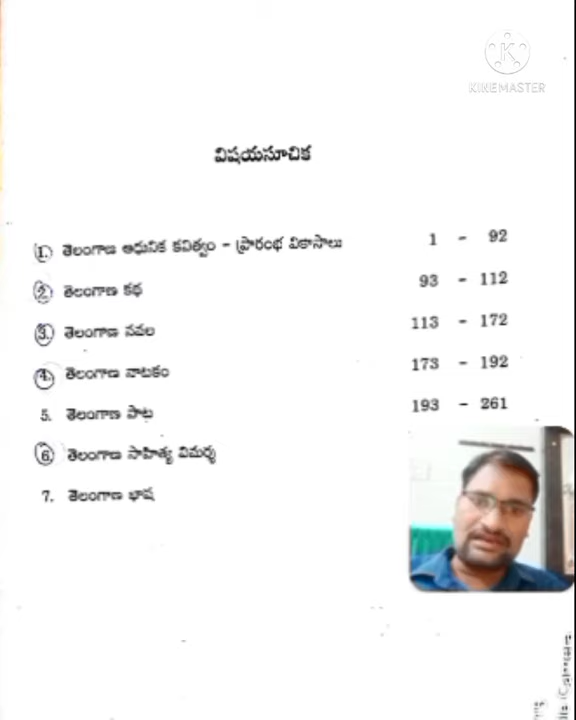 KINEMASTER
విషయసూచిక
1. తెలంగాణ ఆధునిక కవిత్వం - ప్రారంభ వికాసాలు 1 - 92
2. తెలంగాణ కథ 93 - 112
3. తెలంగాణ నవల 113 - 172
4. తెలంగాణ నాటకం 173 - 192
5. తెలంగాణ పాట 193 - 261
6. తెలంగాణ సాహిత్య విమర్శ
7. తెలంగాణ భాష